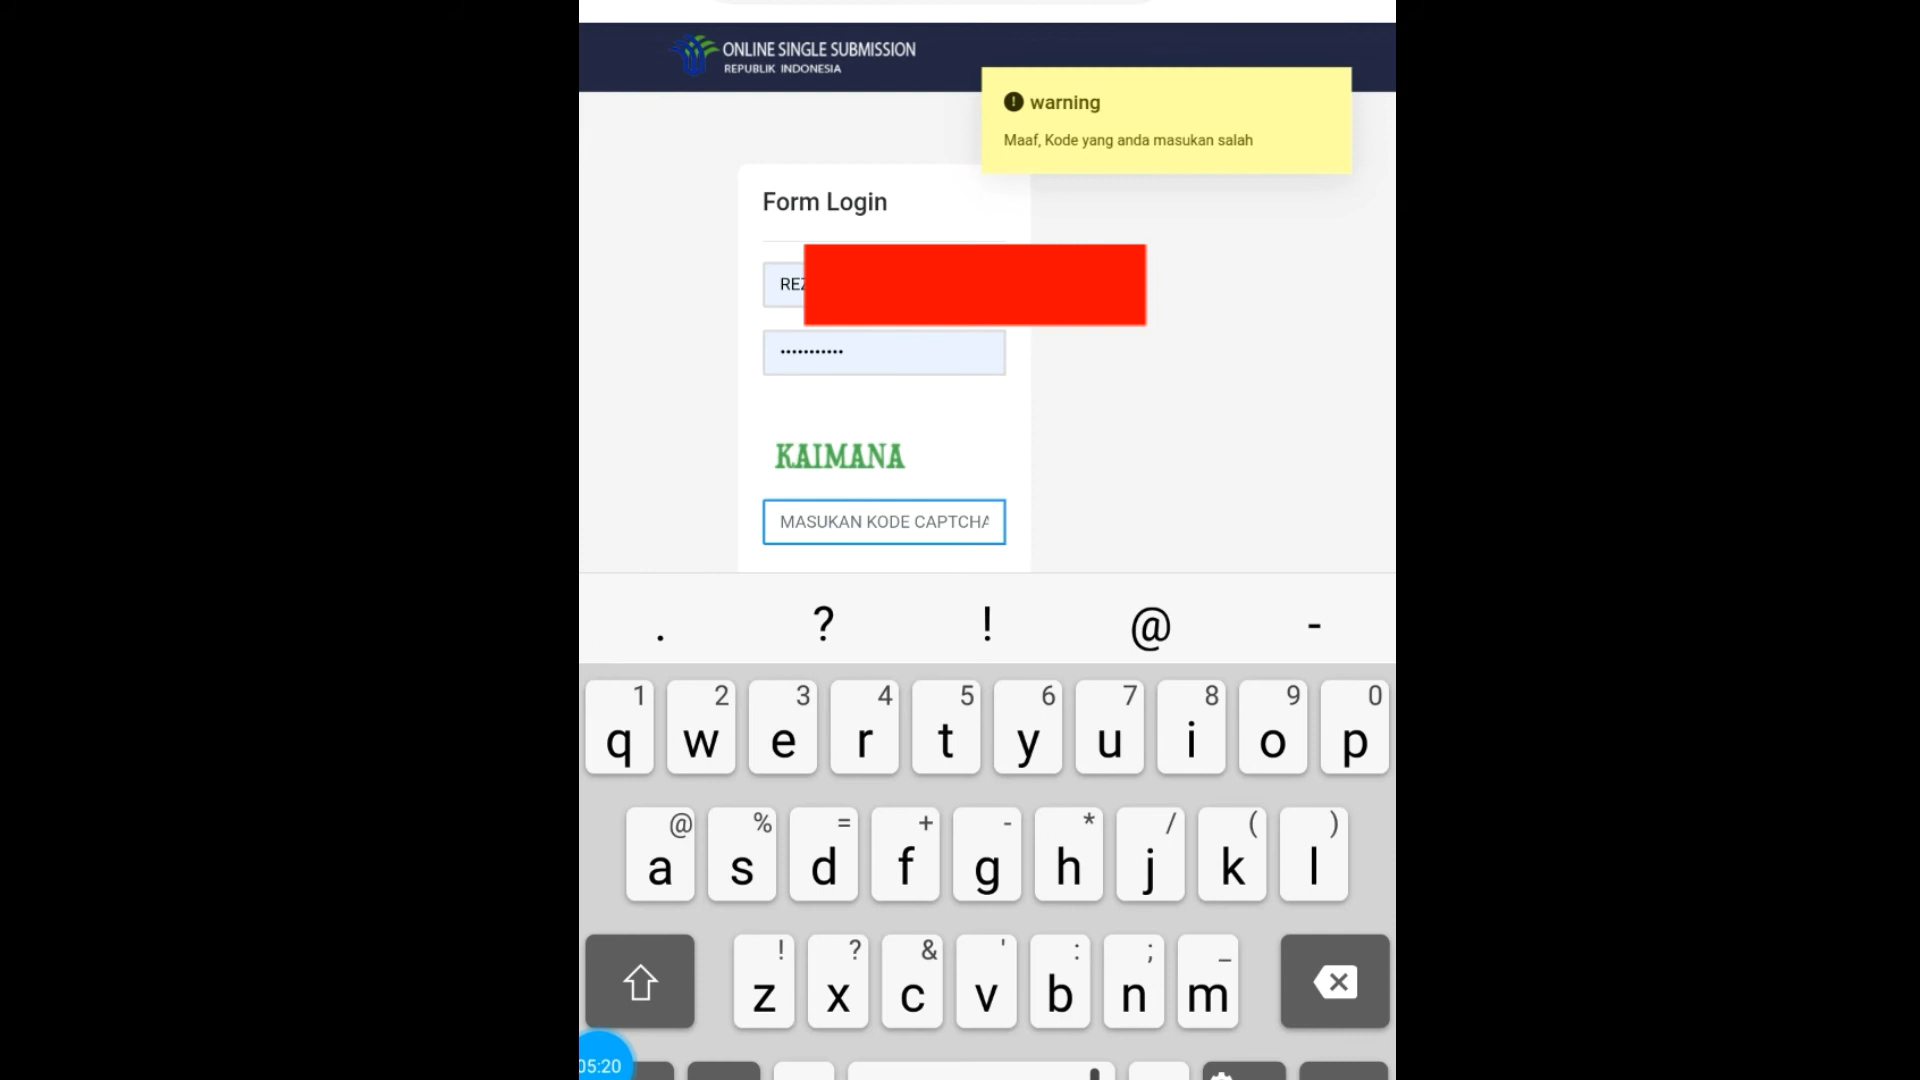 ONLINE SINGLE SUBMISSION
REPUBLIK INDONESIA
warning
Maaf, Kode yang anda masukan salah
Form Login
REZ
•••••••••••
KAIMANA
MASUKAN KODE CAPTCHA
. ? ! @ -
1 2 3 4 5 6 7 8 9 0
q w e r t y u i o p
@ % = + - * / ( )
a s d f g h j k l
! ? & ' : ; _
z x c v b n m
05:20